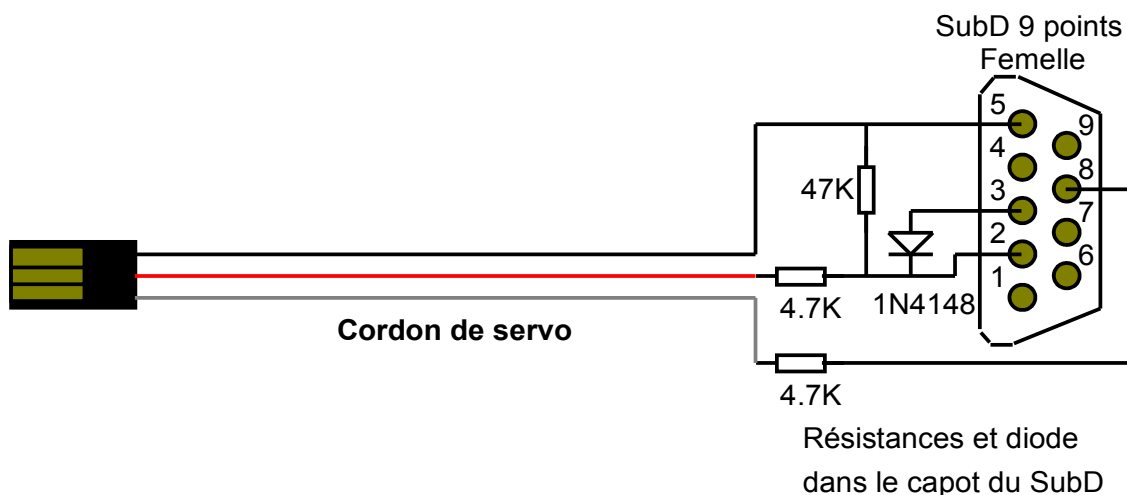 SubD 9 points
Femelle
5
9
4
8
47K
3
7
2
6
1
4.7K
1N4148
Cordon de servo
4.7K
Résistances et diode
dans le capot du SubD